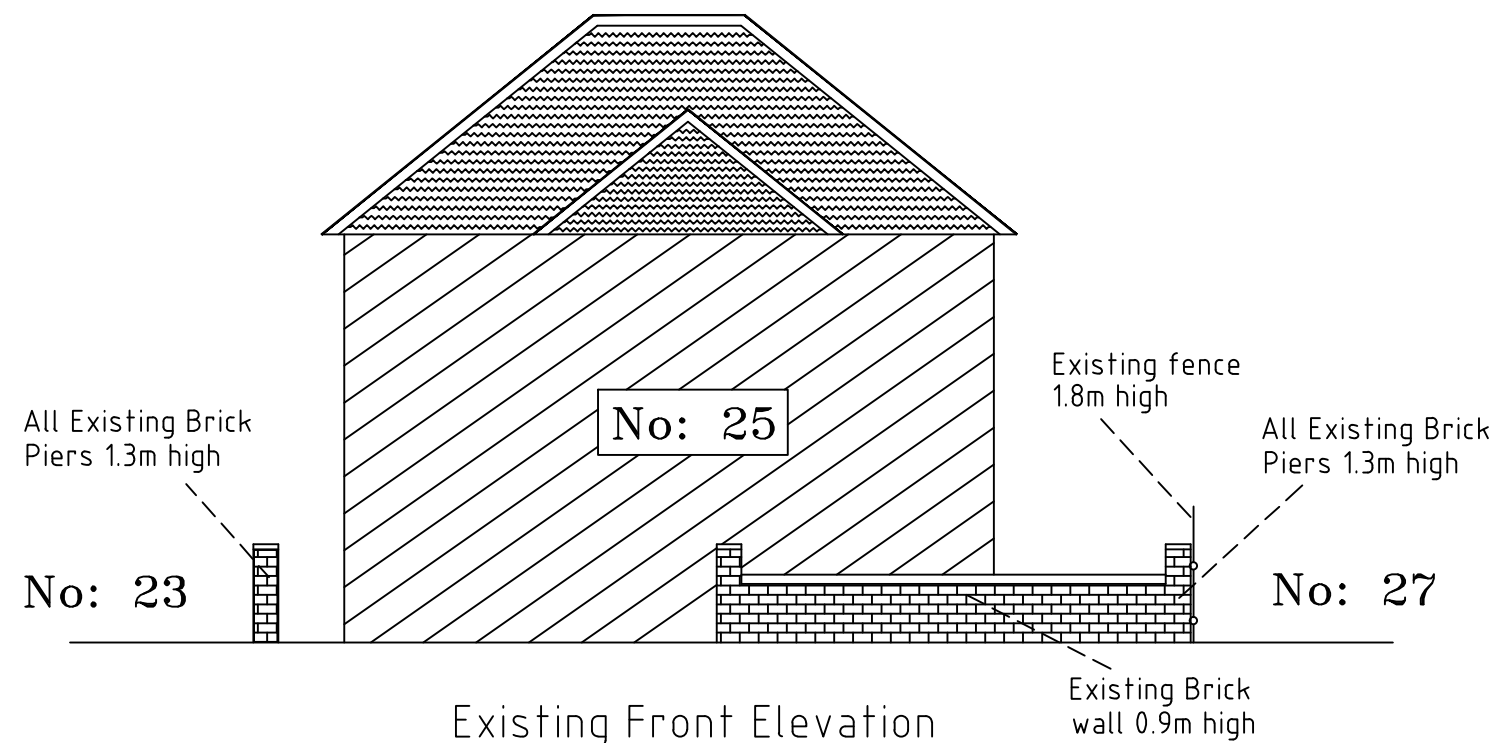 No: 25
Existing fence
1.8m high
All Existing Brick
Piers 1.3m high
All Existing Brick
Piers 1.3m high
No: 23
No: 27
Existing Brick
wall 0.9m high
Existing Front Elevation